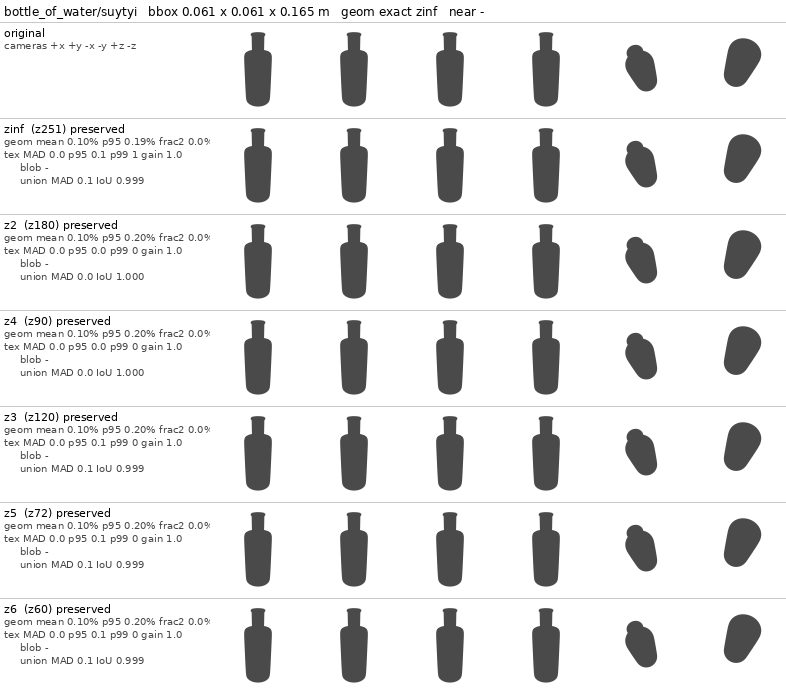 bottle_of_water/suytyi   bbox 0.061 x 0.061 x 0.165 m   geom exact zinf   near -
original
cameras +x +y -x -y +z -z
zinf  (z251) preserved
geom mean 0.10% p95 0.19% frac2 0.0%
tex MAD 0.0 p95 0.1 p99 1 gain 1.0
blob -
union MAD 0.1 IoU 0.999
z2  (z180) preserved
geom mean 0.10% p95 0.20% frac2 0.0%
tex MAD 0.0 p95 0.0 p99 0 gain 1.0
blob -
union MAD 0.0 IoU 1.000
z4  (z90) preserved
geom mean 0.10% p95 0.20% frac2 0.0%
tex MAD 0.0 p95 0.0 p99 0 gain 1.0
blob -
union MAD 0.0 IoU 1.000
z3  (z120) preserved
geom mean 0.10% p95 0.20% frac2 0.0%
tex MAD 0.0 p95 0.1 p99 0 gain 1.0
blob -
union MAD 0.1 IoU 0.999
z5  (z72) preserved
geom mean 0.10% p95 0.20% frac2 0.0%
tex MAD 0.0 p95 0.1 p99 0 gain 1.0
blob -
union MAD 0.1 IoU 0.999
z6  (z60) preserved
geom mean 0.10% p95 0.20% frac2 0.0%
tex MAD 0.0 p95 0.1 p99 0 gain 1.0
blob -
union MAD 0.1 IoU 0.999